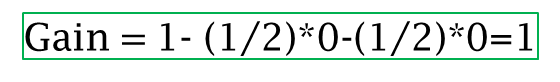 Gain = 1- (1/2)*0-(1/2)*0=1